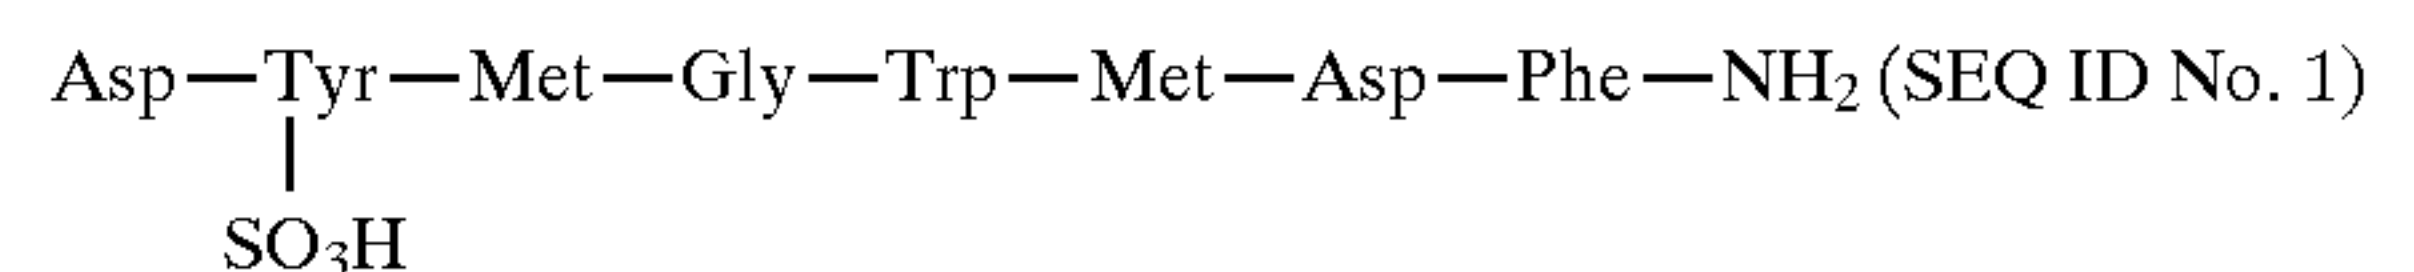 Asp—Tyr—Met—Gly—Trp—Met—Asp—Phe—NH₂ (SEQ ID No. 1)
SO₃H